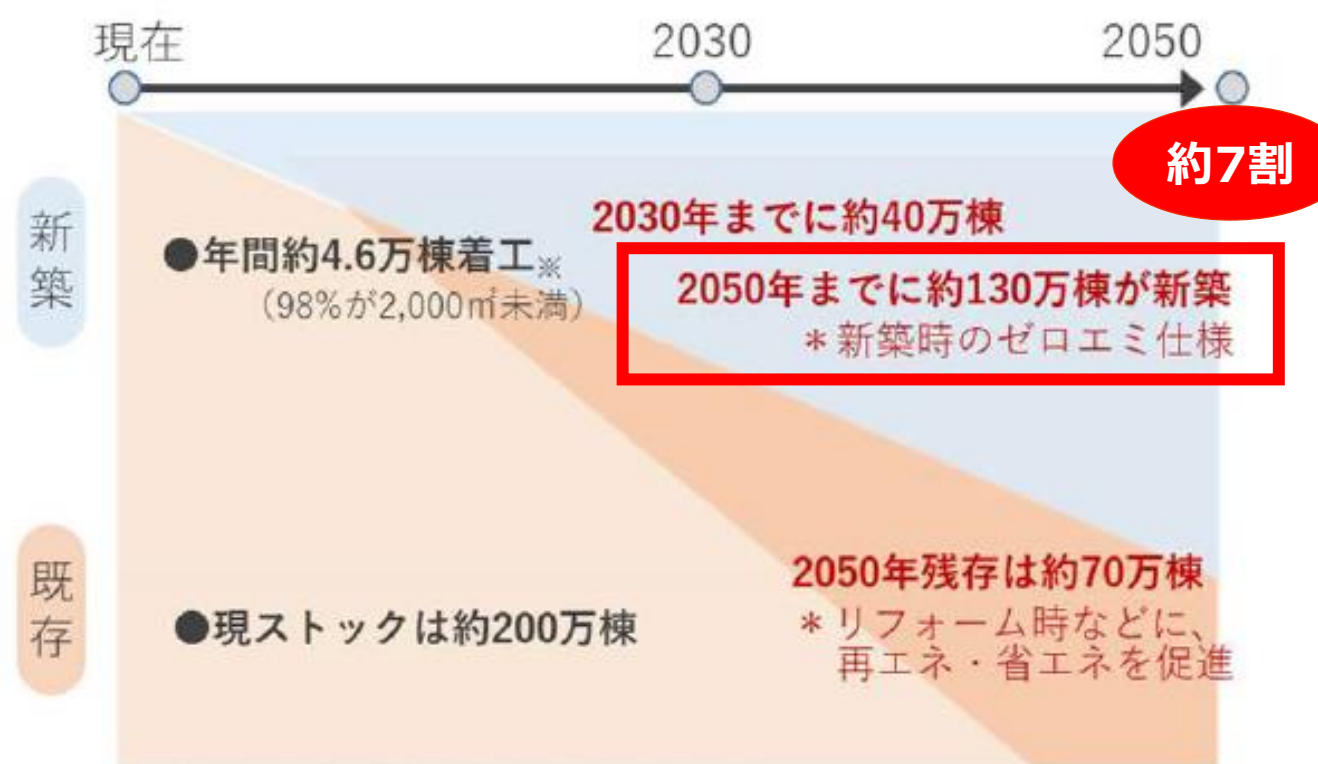 現在
2030
2050
約7割
新築
2030年までに約40万棟
●年間約4.6万棟着工※
（98%が2,000㎡未満）
2050年までに約130万棟が新築
＊新築時のゼロエミ仕様
既存
2050年残存は約70万棟
●現ストックは約200万棟
＊リフォーム時などに、
再エネ・省エネを促進